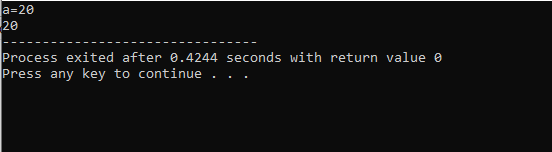 a=20
20
--------------------------------
Process exited after 0.4244 seconds with return value 0
Press any key to continue . . .